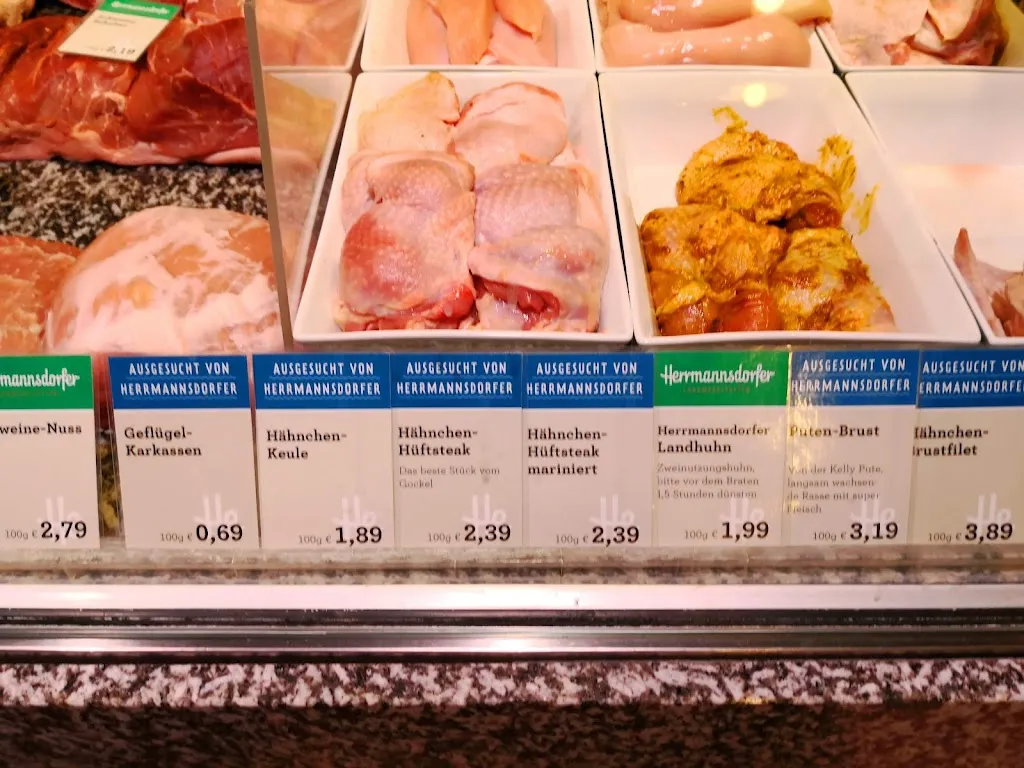 2,19
mannsdorfer
weine-Nuss
100g € 2,79
AUSGESUCHT VON
HERRMANNSDORFER
Geflügel-
Karkassen
100g € 0,69
AUSGESUCHT VON
HERRMANNSDORFER
Hähnchen-
Keule
100g € 1,89
AUSGESUCHT VON
HERRMANNSDORFER
Hähnchen-
Hüftsteak
Das beste Stück vom
Gockel
100g € 2,39
AUSGESUCHT VON
HERRMANNSDORFER
Hähnchen-
Hüftsteak
mariniert
100g € 2,39
Herrmannsdorfer
Herrmannsdorfer
Landhuhn
Zweinutzungshuhn,
bitte vor dem Braten
1,5 Stunden dünsten
100g € 1,99
AUSGESUCHT VON
HERRMANNSDORFER
Puten-Brust
Von der Kelly Pute,
langsam wachsen-
de Rasse mit super
Fleisch
100g € 3,19
AUSGESUCHT VON
ERRMANNSDORFER
Hähnchen-
Brustfilet
100g € 3,89